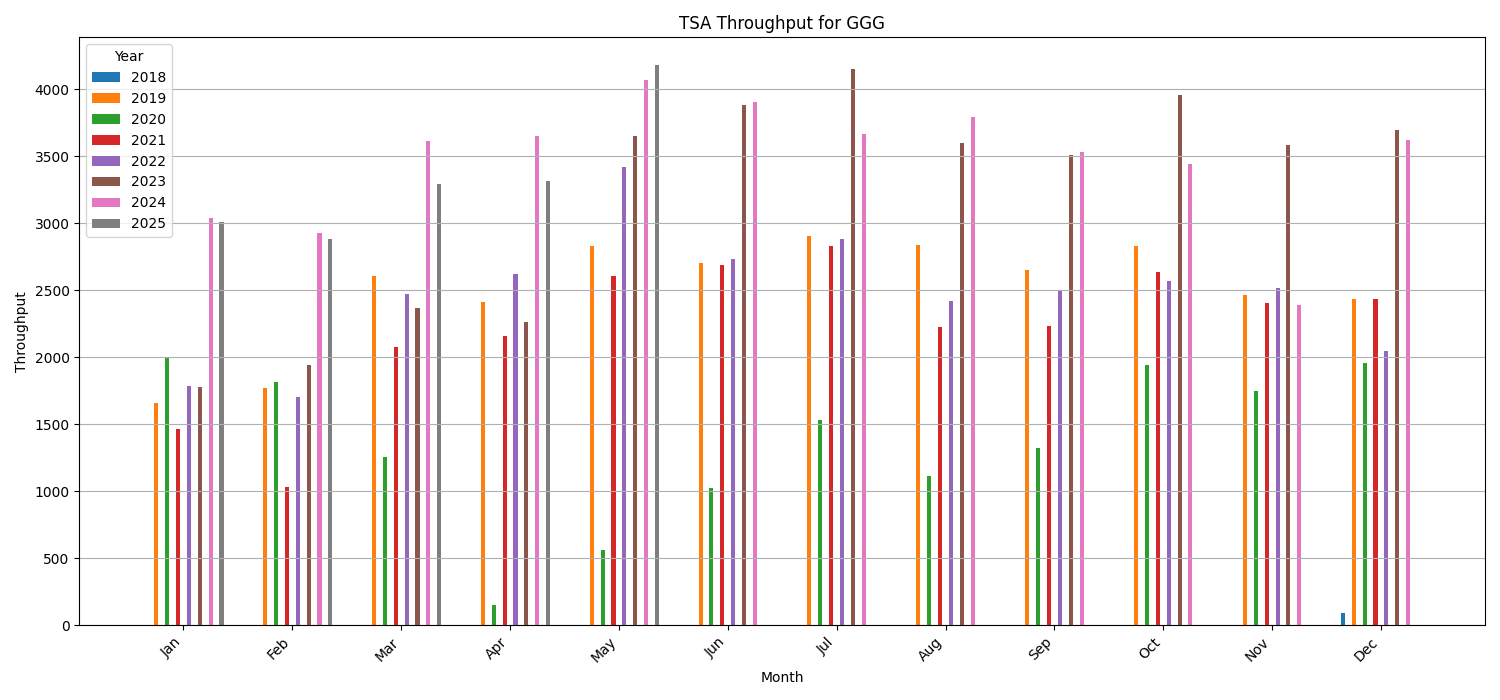 TSA Throughput for GGG
Year
2018
2019
2020
2021
2022
2023
2024
2025
Throughput
4000
3500
3000
2500
2000
1500
1000
500
0
Jan
Feb
Mar
Apr
May
Jun
Jul
Aug
Sep
Oct
Nov
Dec
Month